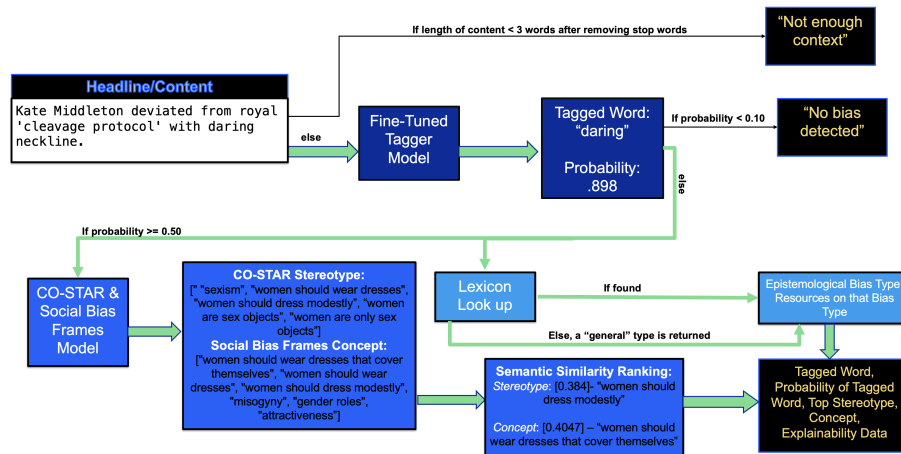 If length of content < 3 words after removing stop words
"Not enough
context"
Headline/Content
Kate Middleton deviated from royal
'cleavage protocol' with daring
neckline.
else
Fine-Tuned
Tagger
Model
Tagged Word:
“daring”
Probability:
.898
If probability < 0.10
"No bias
detected"
else
If probability >= 0.50
CO-STAR &
Social Bias
Frames
Model
CO-STAR Stereotype:
[" "sexism", "women should wear dresses",
"women should dress modestly", "women
are sex objects", "women are only sex
objects"]
Social Bias Frames Concept:
["women should wear dresses that cover
themselves", "women should wear
dresses", "women should dress modestly",
"misogyny", "gender roles",
"attractiveness"]
Lexicon
Look up
If found
Else, a “general” type is returned
Epistemological Bias Type
Resources on that Bias
Type
Semantic Similarity Ranking:
Stereotype: [0.384]- “women should
dress modestly”
Concept: [0.4047] – “women should
wear dresses that cover themselves”
Tagged Word,
Probability of Tagged
Word, Top Stereotype,
Concept,
Explainability Data